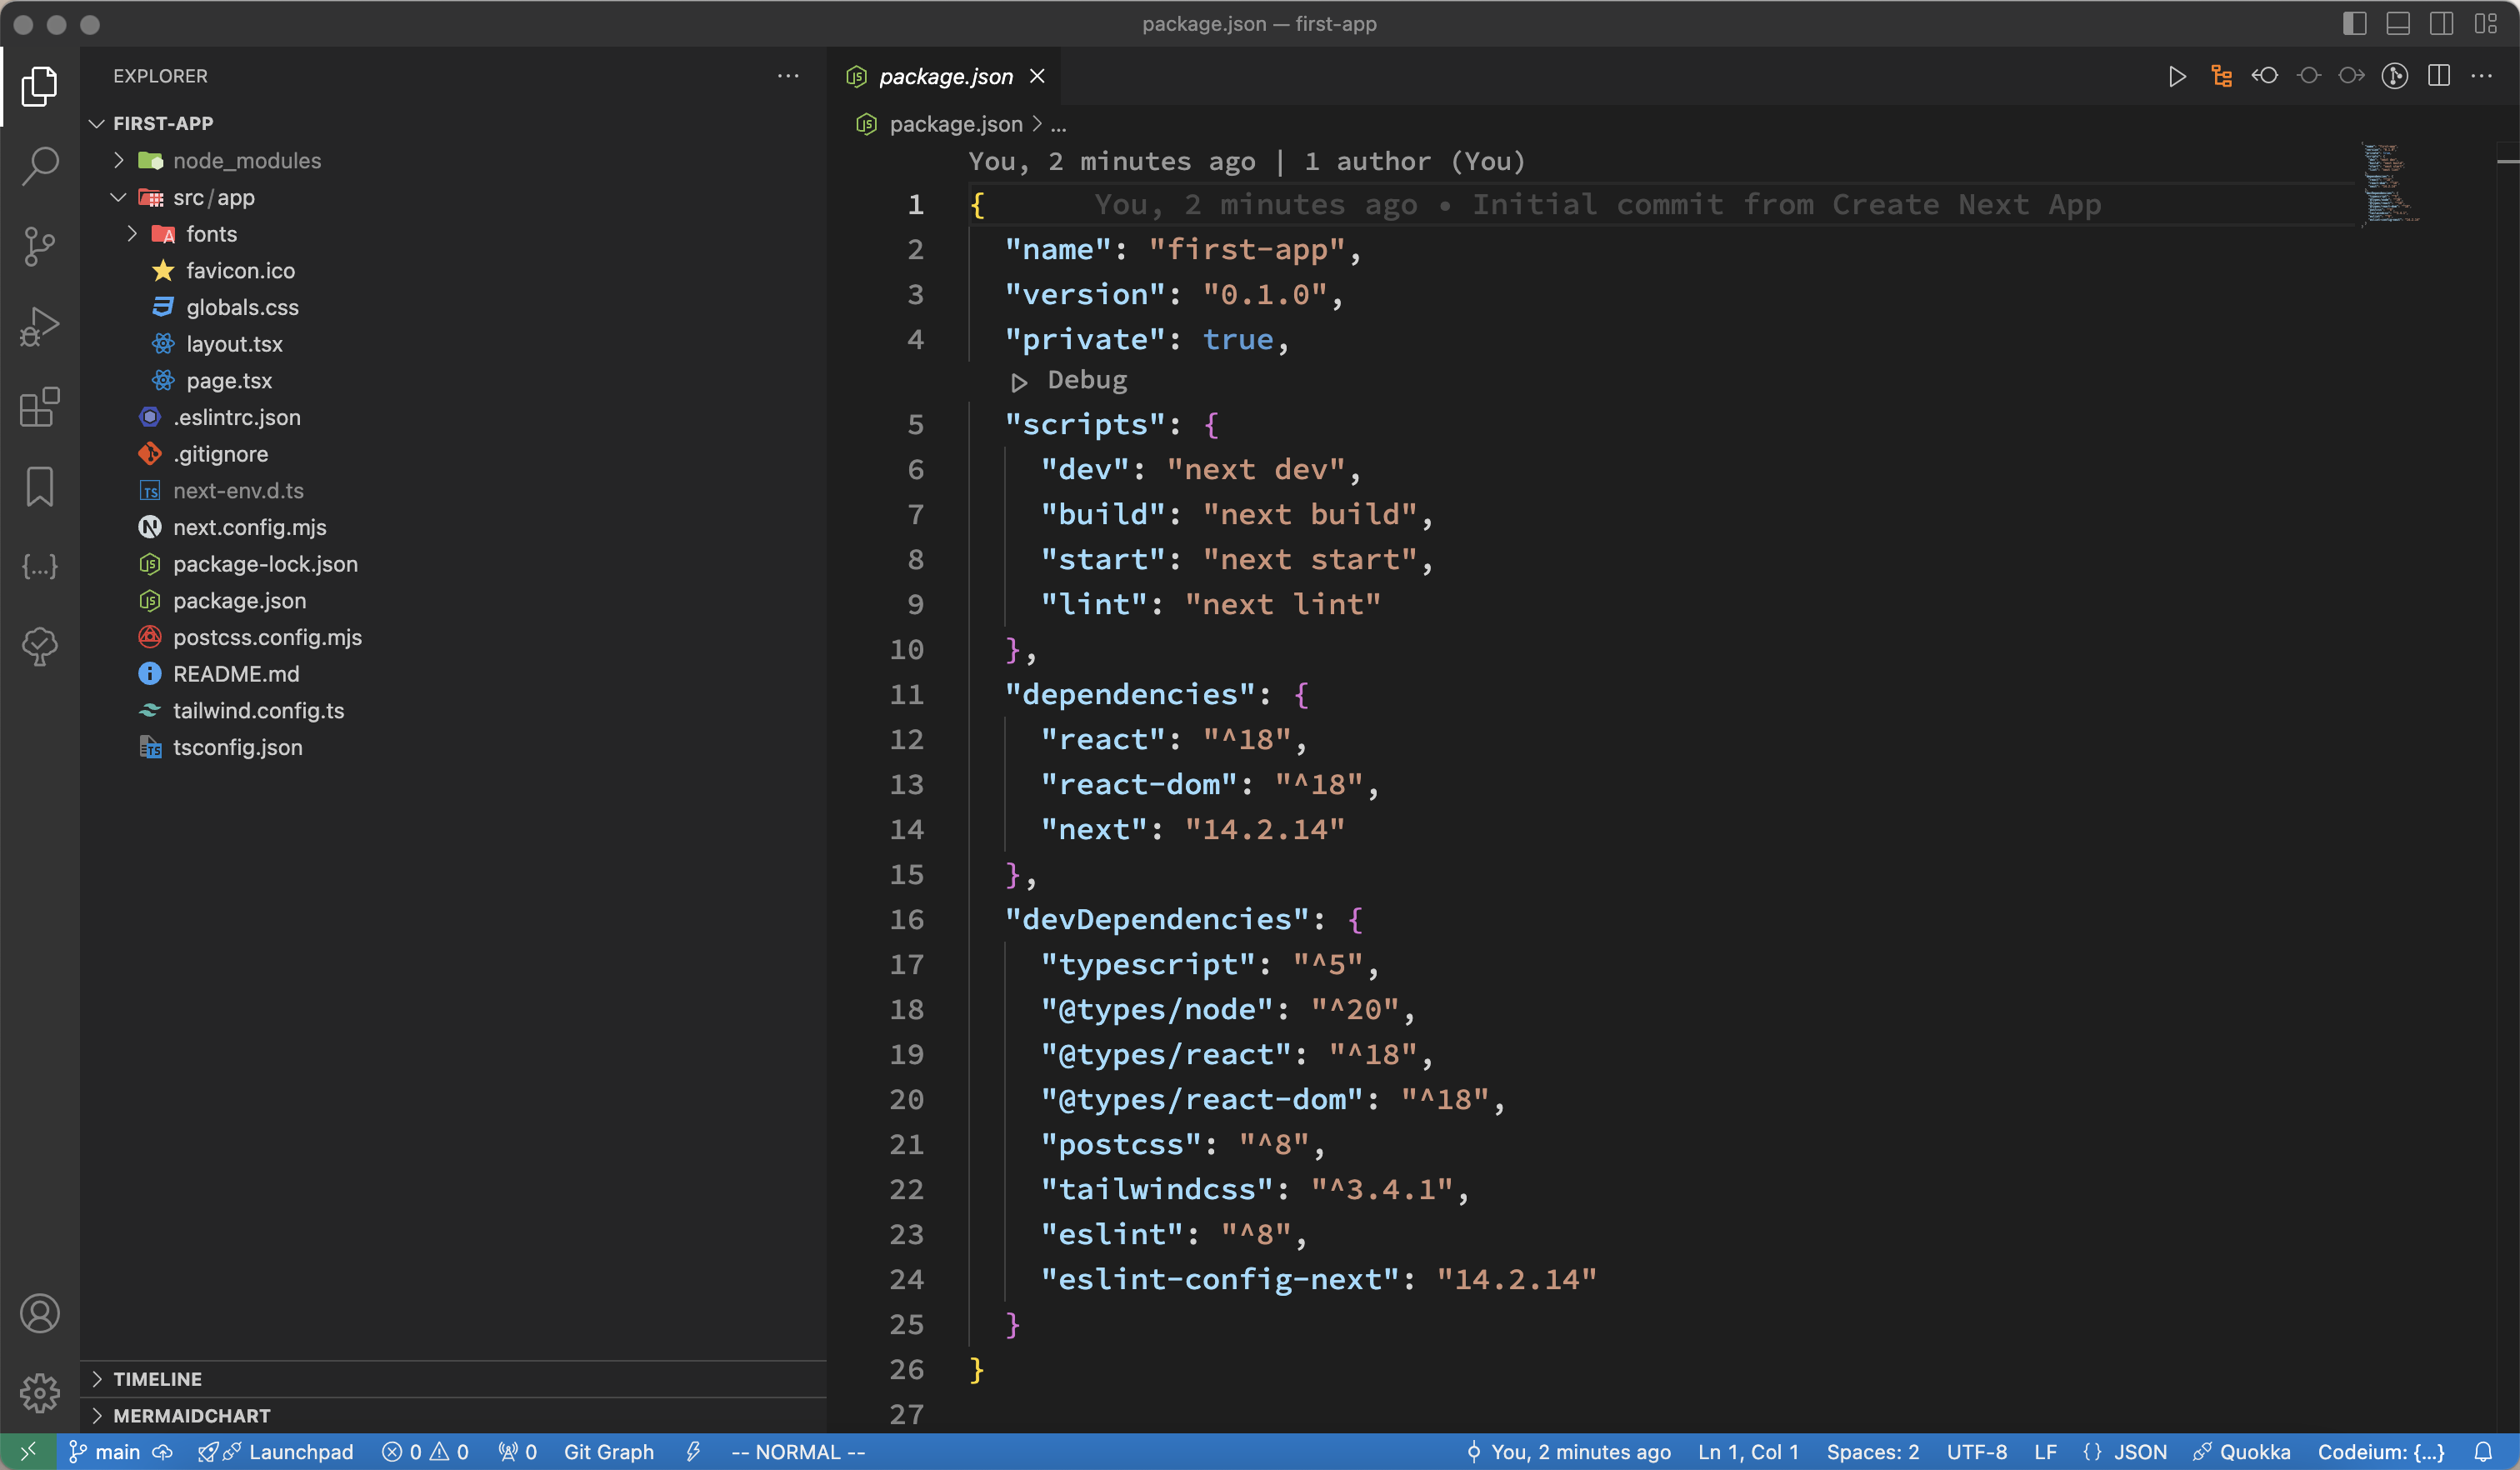 package.json — first-app
EXPLORER
FIRST-APP
node_modules
src/app
fonts
favicon.ico
globals.css
layout.tsx
page.tsx
.eslintrc.json
.gitignore
next-env.d.ts
next.config.mjs
package-lock.json
package.json
postcss.config.mjs
README.md
tailwind.config.ts
tsconfig.json
TIMELINE
MERMAIDCHART
package.json
package.json > ...
You, 2 minutes ago | 1 author (You)
1 { You, 2 minutes ago • Initial commit from Create Next App
2 "name": "first-app",
3 "version": "0.1.0",
4 "private": true,
Debug
5 "scripts": {
6 "dev": "next dev",
7 "build": "next build",
8 "start": "next start",
9 "lint": "next lint"
10 },
11 "dependencies": {
12 "react": "^18",
13 "react-dom": "^18",
14 "next": "14.2.14"
15 },
16 "devDependencies": {
17 "typescript": "^5",
18 "@types/node": "^20",
19 "@types/react": "^18",
20 "@types/react-dom": "^18",
21 "postcss": "^8",
22 "tailwindcss": "^3.4.1",
23 "eslint": "^8",
24 "eslint-config-next": "14.2.14"
25 }
26 }
27
main Launchpad 0 0 0 Git Graph -- NORMAL -- You, 2 minutes ago Ln 1, Col 1 Spaces: 2 UTF-8 LF {} JSON Quokka Codeium: {...}